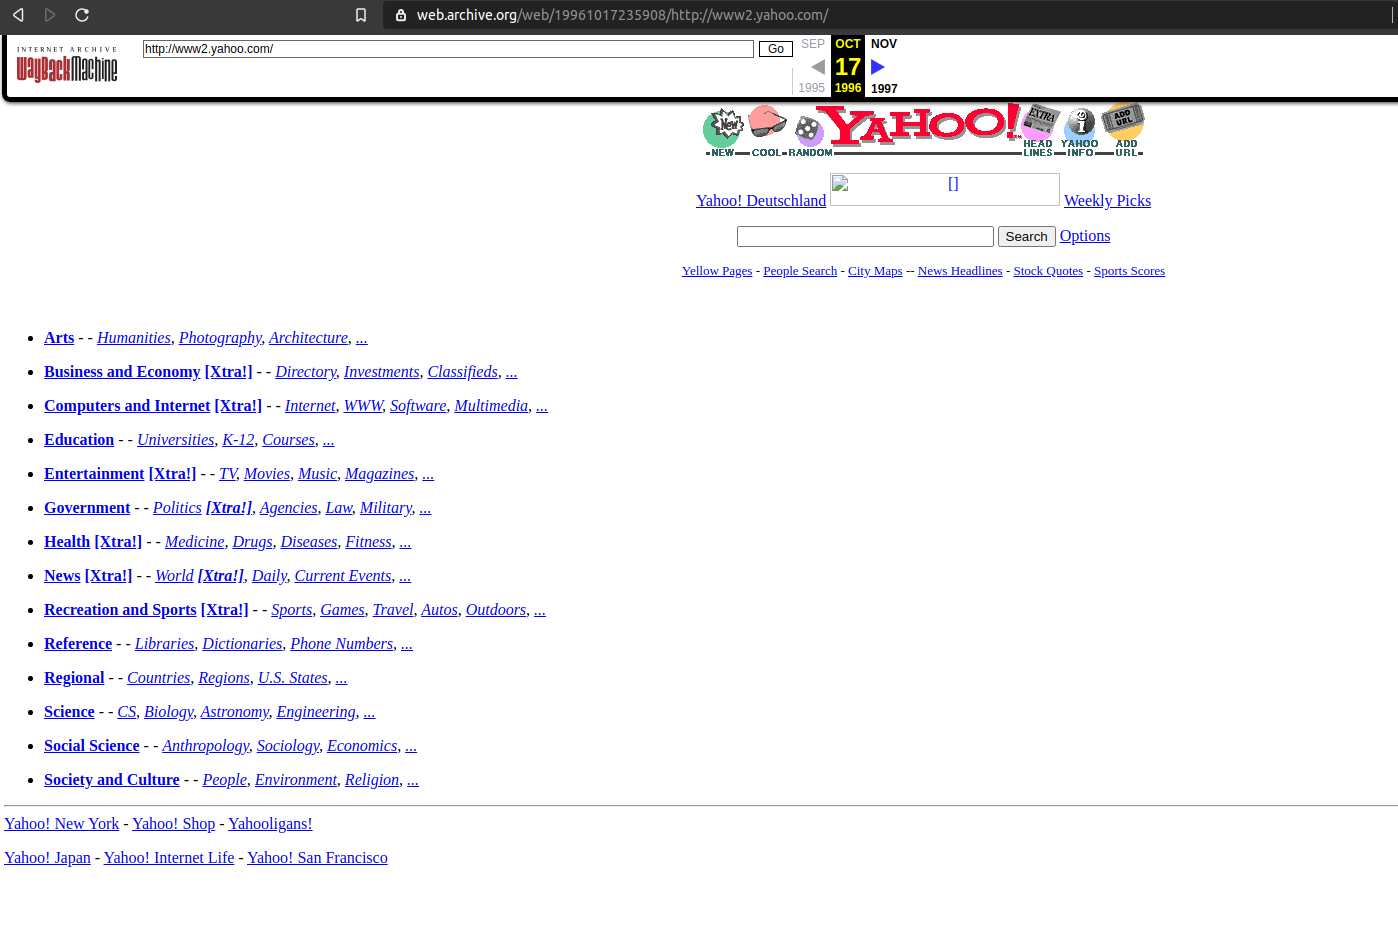 web.archive.org/web/19961017235908/http://www2.yahoo.com/
INTERNET ARCHIVE
WayBackMachine
http://www2.yahoo.com/ Go
SEP OCT NOV
17
1995 1996 1997
New EXTRA i ADD URL
NEW COOL RANDOM YAHOO! HEAD LINES YAHOO INFO ADD URL
Yahoo! Deutschland [] Weekly Picks
Search Options
Yellow Pages - People Search - City Maps -- News Headlines - Stock Quotes - Sports Scores
• Arts - - Humanities, Photography, Architecture, ...
• Business and Economy [Xtra!] - - Directory, Investments, Classifieds, ...
• Computers and Internet [Xtra!] - - Internet, WWW, Software, Multimedia, ...
• Education - - Universities, K-12, Courses, ...
• Entertainment [Xtra!] - - TV, Movies, Music, Magazines, ...
• Government - - Politics [Xtra!], Agencies, Law, Military, ...
• Health [Xtra!] - - Medicine, Drugs, Diseases, Fitness, ...
• News [Xtra!] - - World [Xtra!], Daily, Current Events, ...
• Recreation and Sports [Xtra!] - - Sports, Games, Travel, Autos, Outdoors, ...
• Reference - - Libraries, Dictionaries, Phone Numbers, ...
• Regional - - Countries, Regions, U.S. States, ...
• Science - - CS, Biology, Astronomy, Engineering, ...
• Social Science - - Anthropology, Sociology, Economics, ...
• Society and Culture - - People, Environment, Religion, ...
Yahoo! New York - Yahoo! Shop - Yahooligans!
Yahoo! Japan - Yahoo! Internet Life - Yahoo! San Francisco